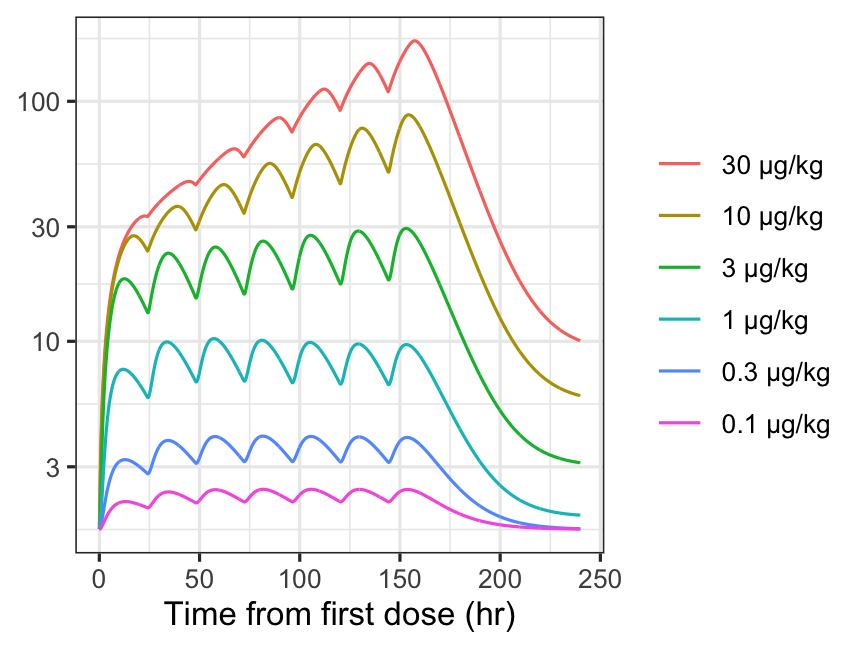 100
30
10
3
0 50 100 150 200 250
Time from first dose (hr)
30 µg/kg
10 µg/kg
3 µg/kg
1 µg/kg
0.3 µg/kg
0.1 µg/kg